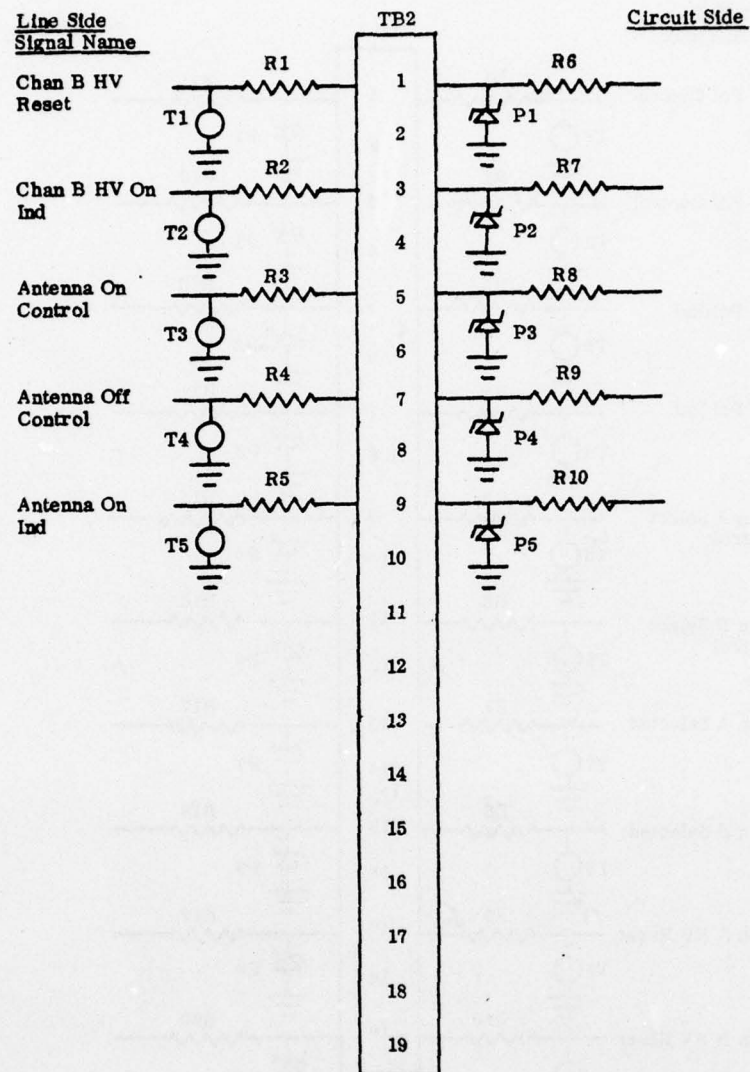 Line Side
Signal Name
TB2
Circuit Side
Chan B HV
Reset
R1
T1
1
R6
P1
2
Chan B HV On
Ind
R2
T2
3
R7
P2
4
Antenna On
Control
R3
T3
5
R8
P3
6
Antenna Off
Control
R4
T4
7
R9
P4
8
Antenna On
Ind
R5
T5
9
R10
P5
10
11
12
13
14
15
16
17
18
19